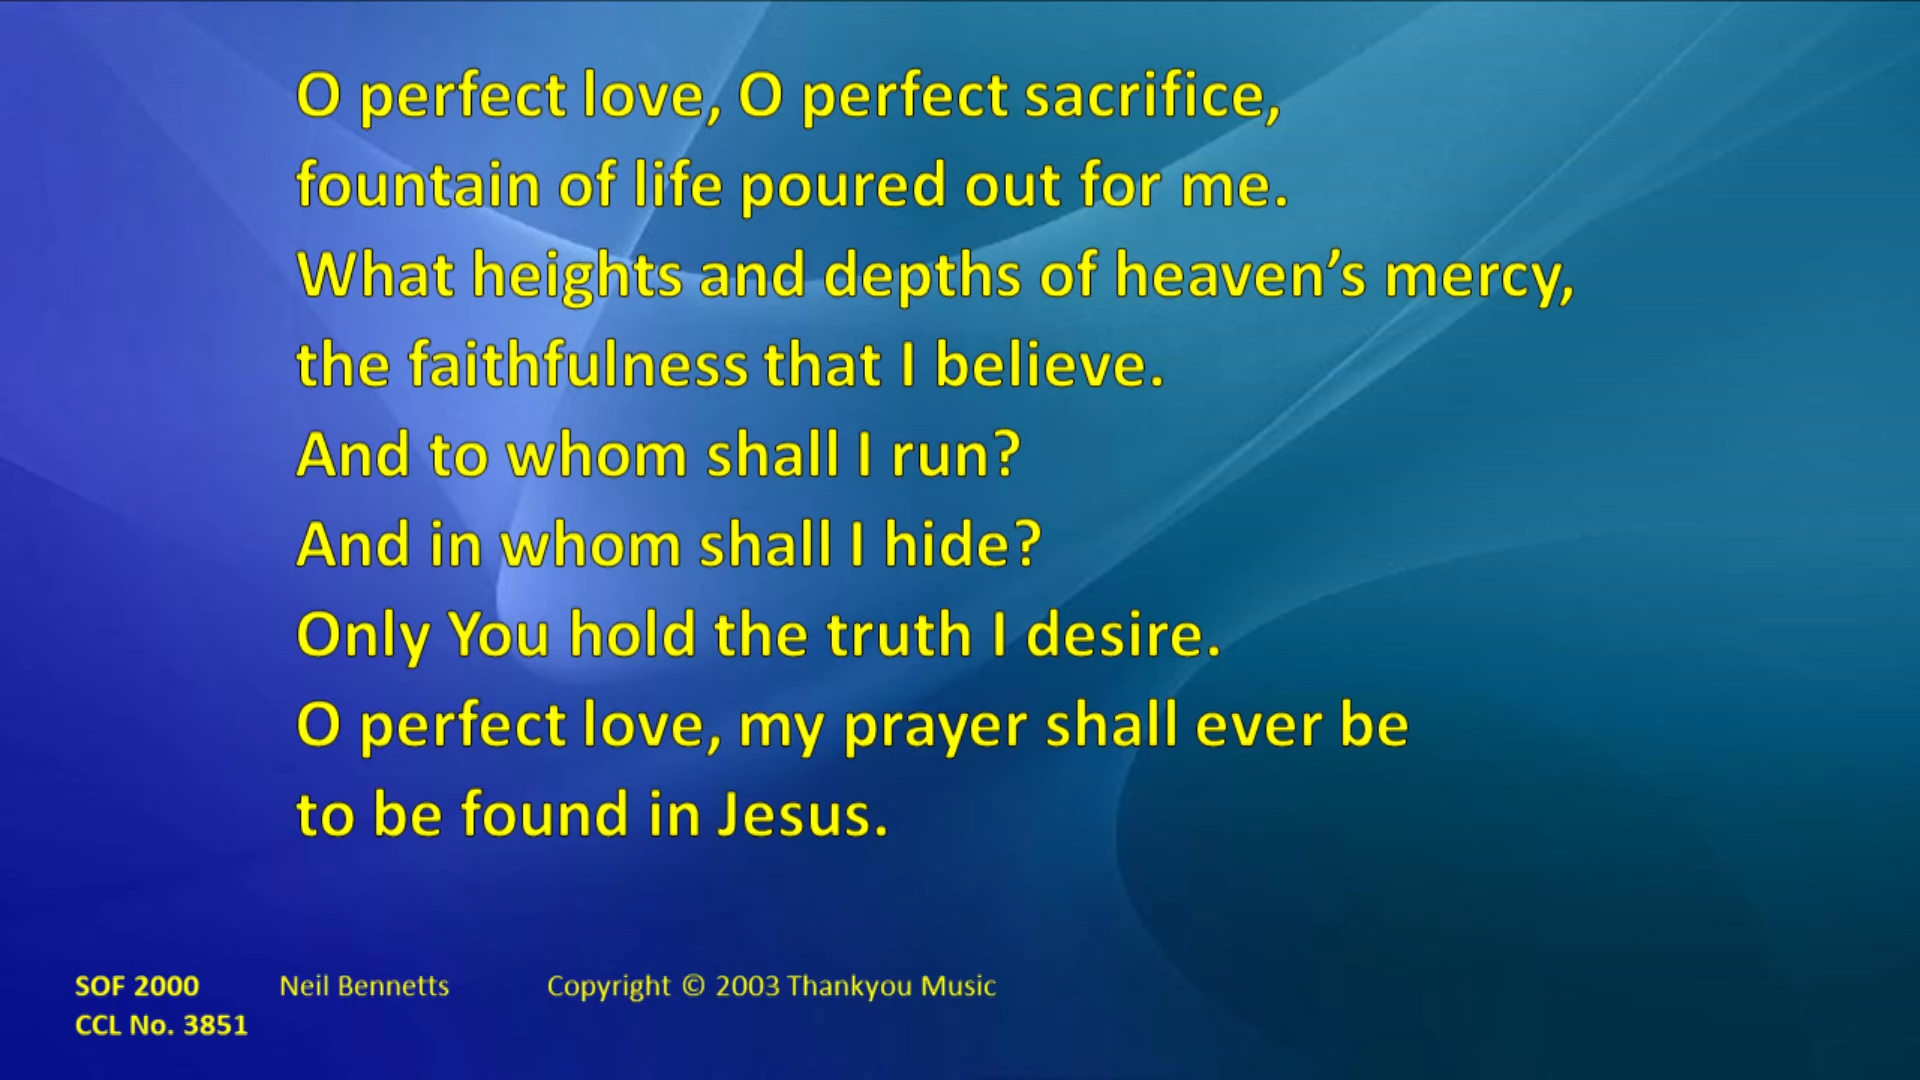 O perfect love, O perfect sacrifice,
fountain of life poured out for me.
What heights and depths of heaven’s mercy,
the faithfulness that I believe.
And to whom shall I run?
And in whom shall I hide?
Only You hold the truth I desire.
O perfect love, my prayer shall ever be
to be found in Jesus.
SOF 2000 Neil Bennetts Copyright © 2003 Thankyou Music
CCL No. 3851